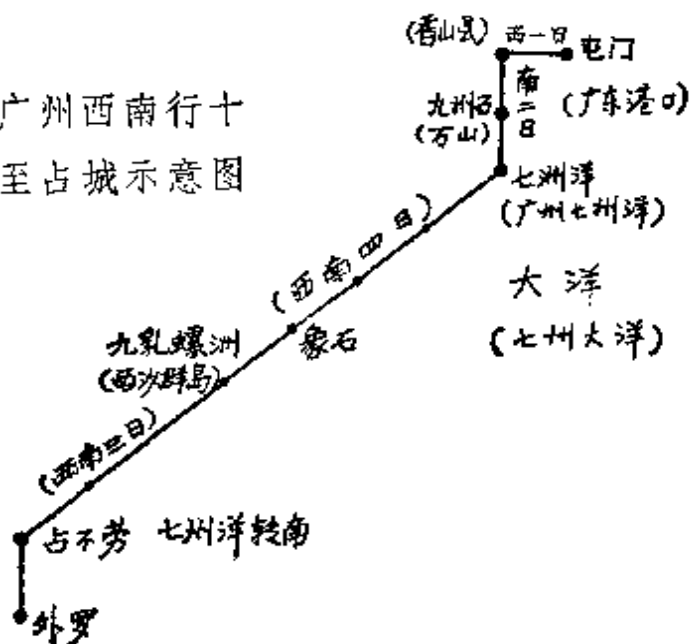 (香山县) 西一日 屯门
广州西南行十
至占城示意图
九州石
(万山)
南二日
(广东港口)
七洲洋
(广州七州洋)
(西南四日)
大洋
(七州大洋)
九乳螺洲
(西沙群岛)
象石
(西南三日)
占不劳 七州洋转南
外罗